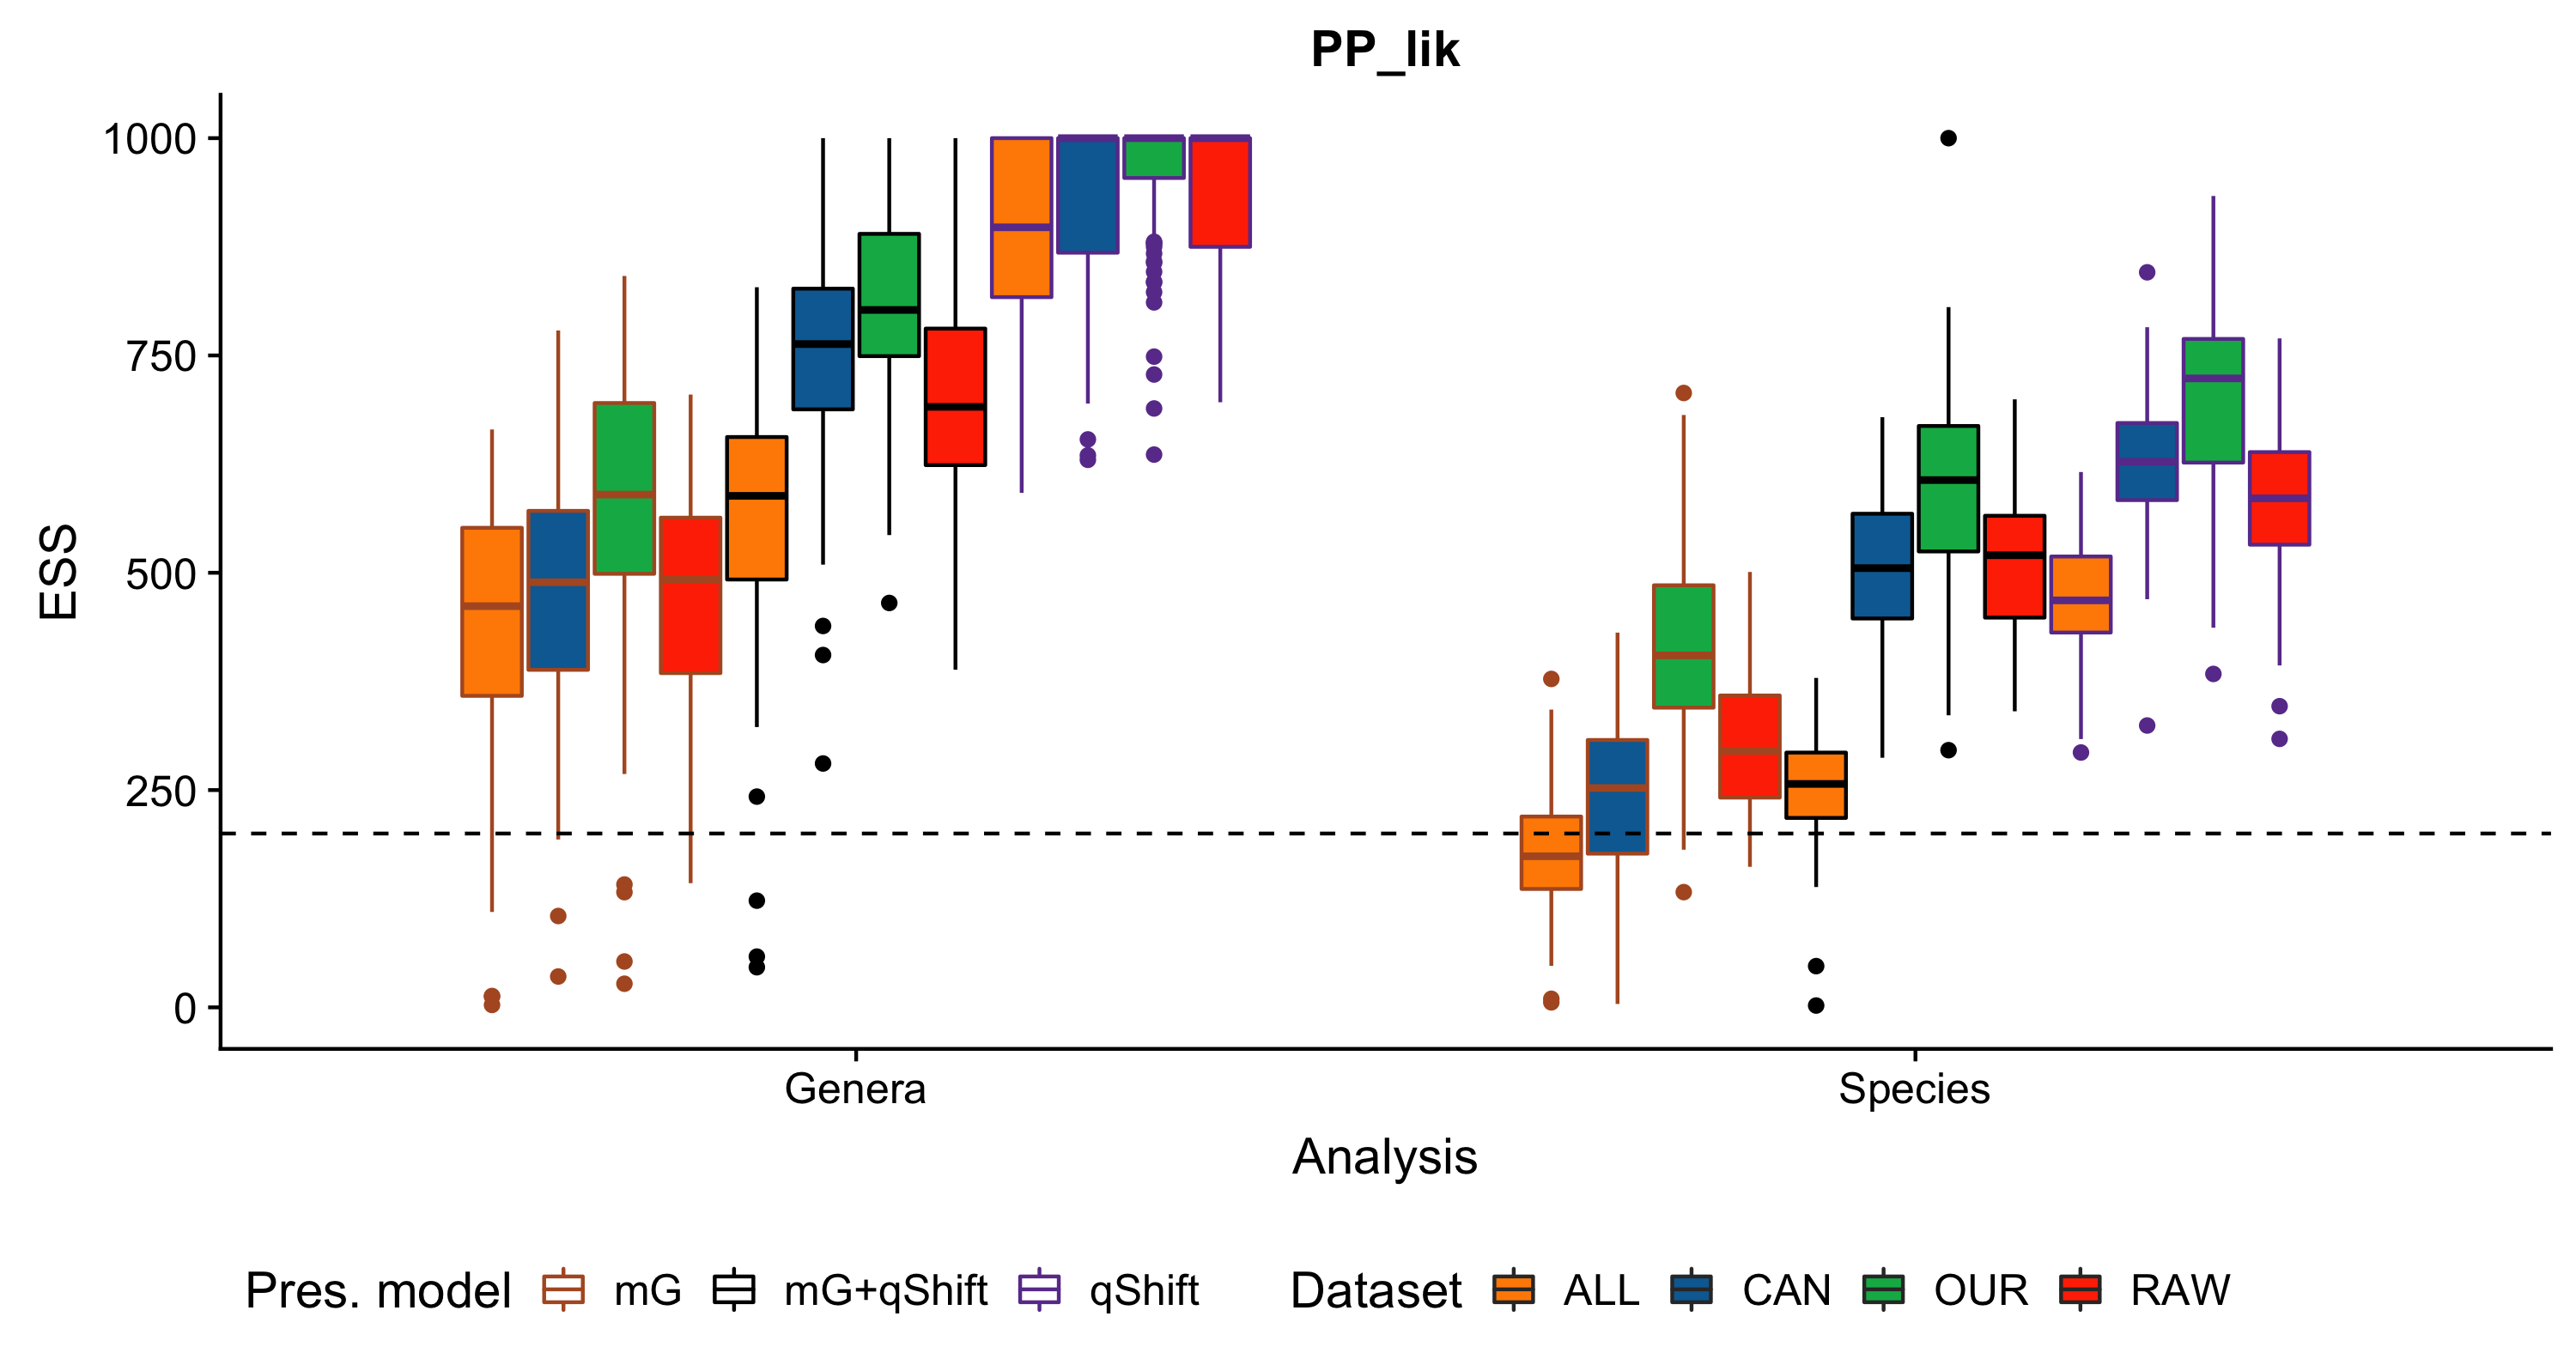 PP_lik
1000
750
500
250
0
ESS
Genera Species
Analysis
Pres. model mG mG+qShift qShift Dataset ALL CAN OUR RAW